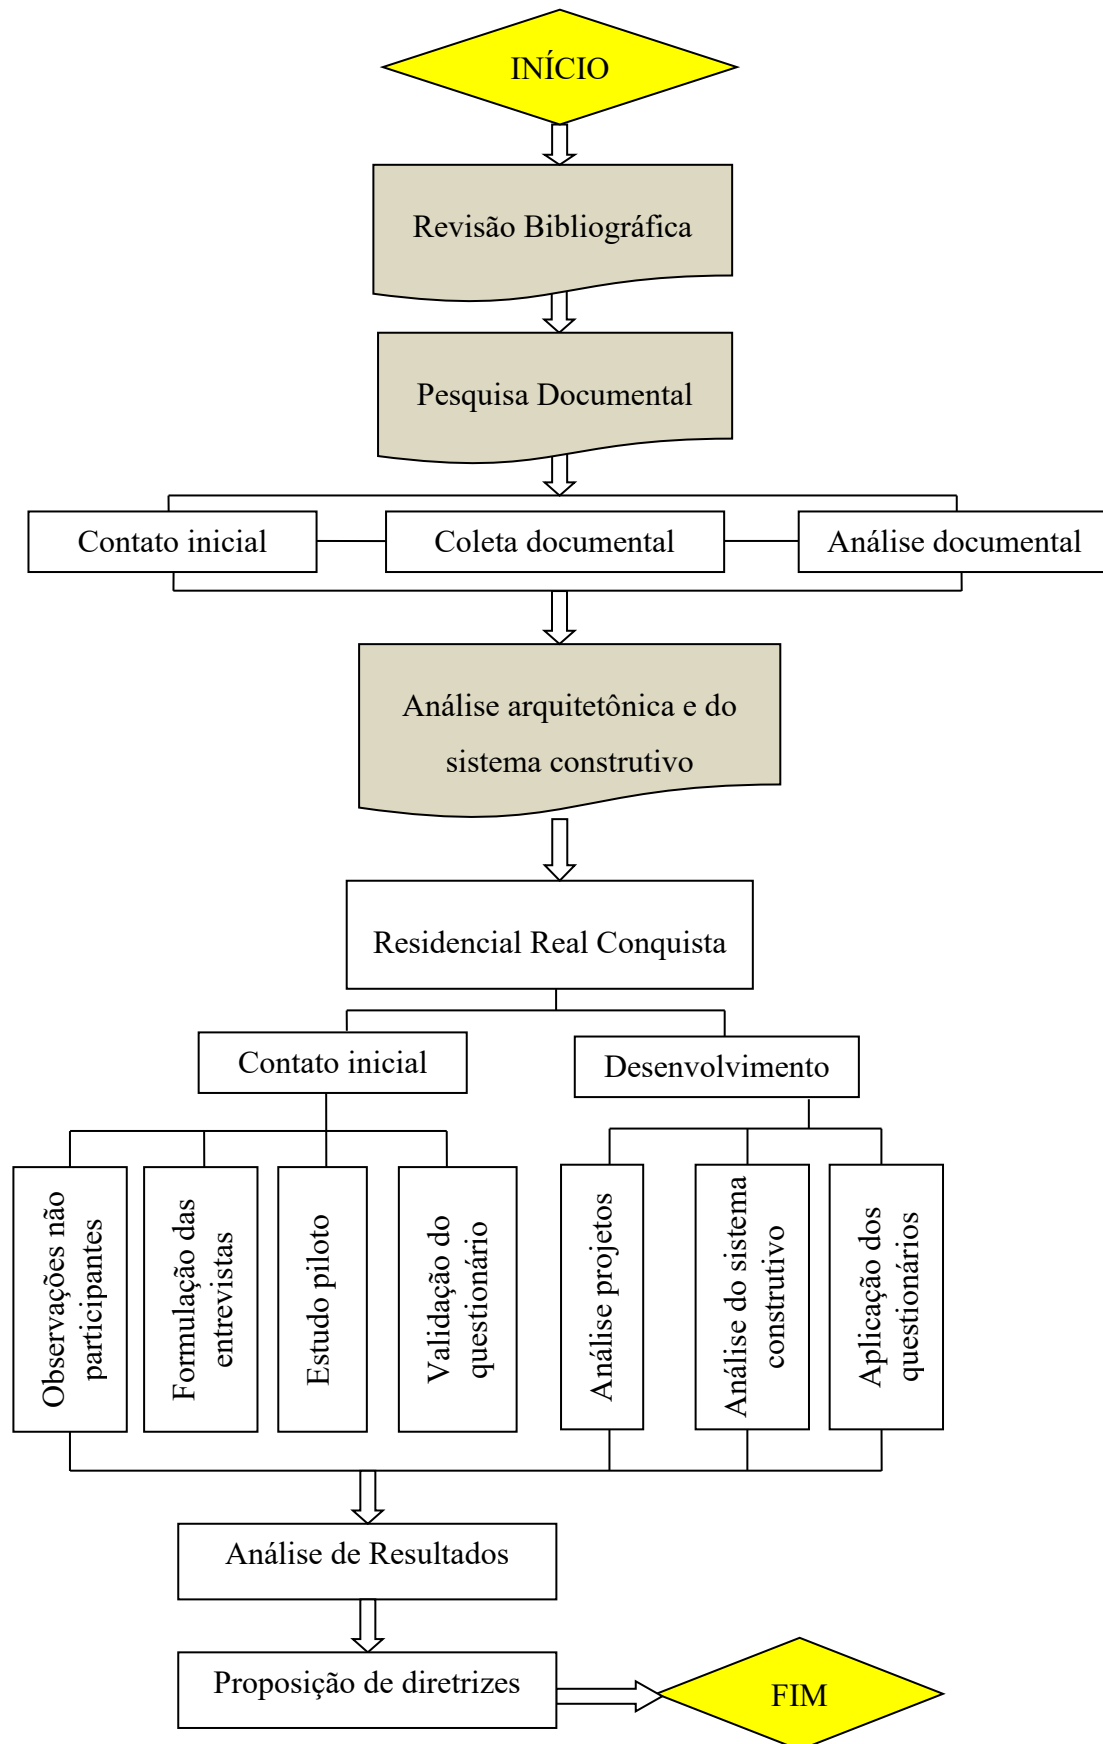 INÍCIO
Revisão Bibliográfica
Pesquisa Documental
Contato inicial
Coleta documental
Análise documental
Análise arquitetônica e do
sistema construtivo
Residencial Real Conquista
Contato inicial
Desenvolvimento
Observações não
participantes
Formulação das
entrevistas
Estudo piloto
Validação do
questionário
Análise projetos
Análise do sistema
construtivo
Aplicação dos
questionários
Análise de Resultados
Proposição de diretrizes
FIM